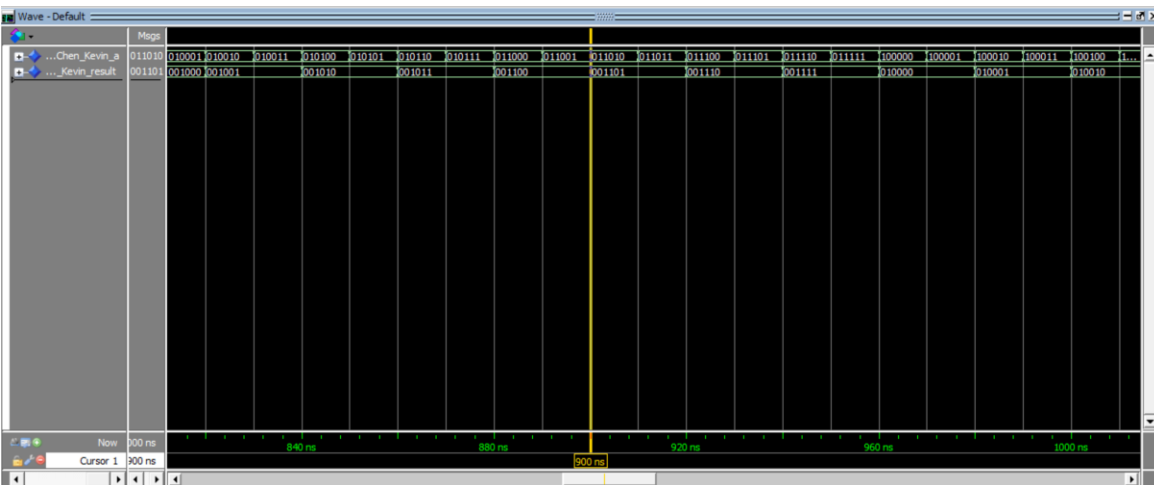 Wave - Default
Msgs
...Chen_Kevin_a 011010 010001 010010 010011 010100 010101 010110 010111 011000 011001 011010 011011 011100 011101 011110 011111 100000 100001 100010 100011 100100 1...
..._Kevin_result 001101 001000 001001 001010 001011 001100 001101 001110 001111 010000 010001 010010
Now 000 ns 840 ns 880 ns 920 ns 960 ns 1000 ns
Cursor 1 900 ns 900 ns